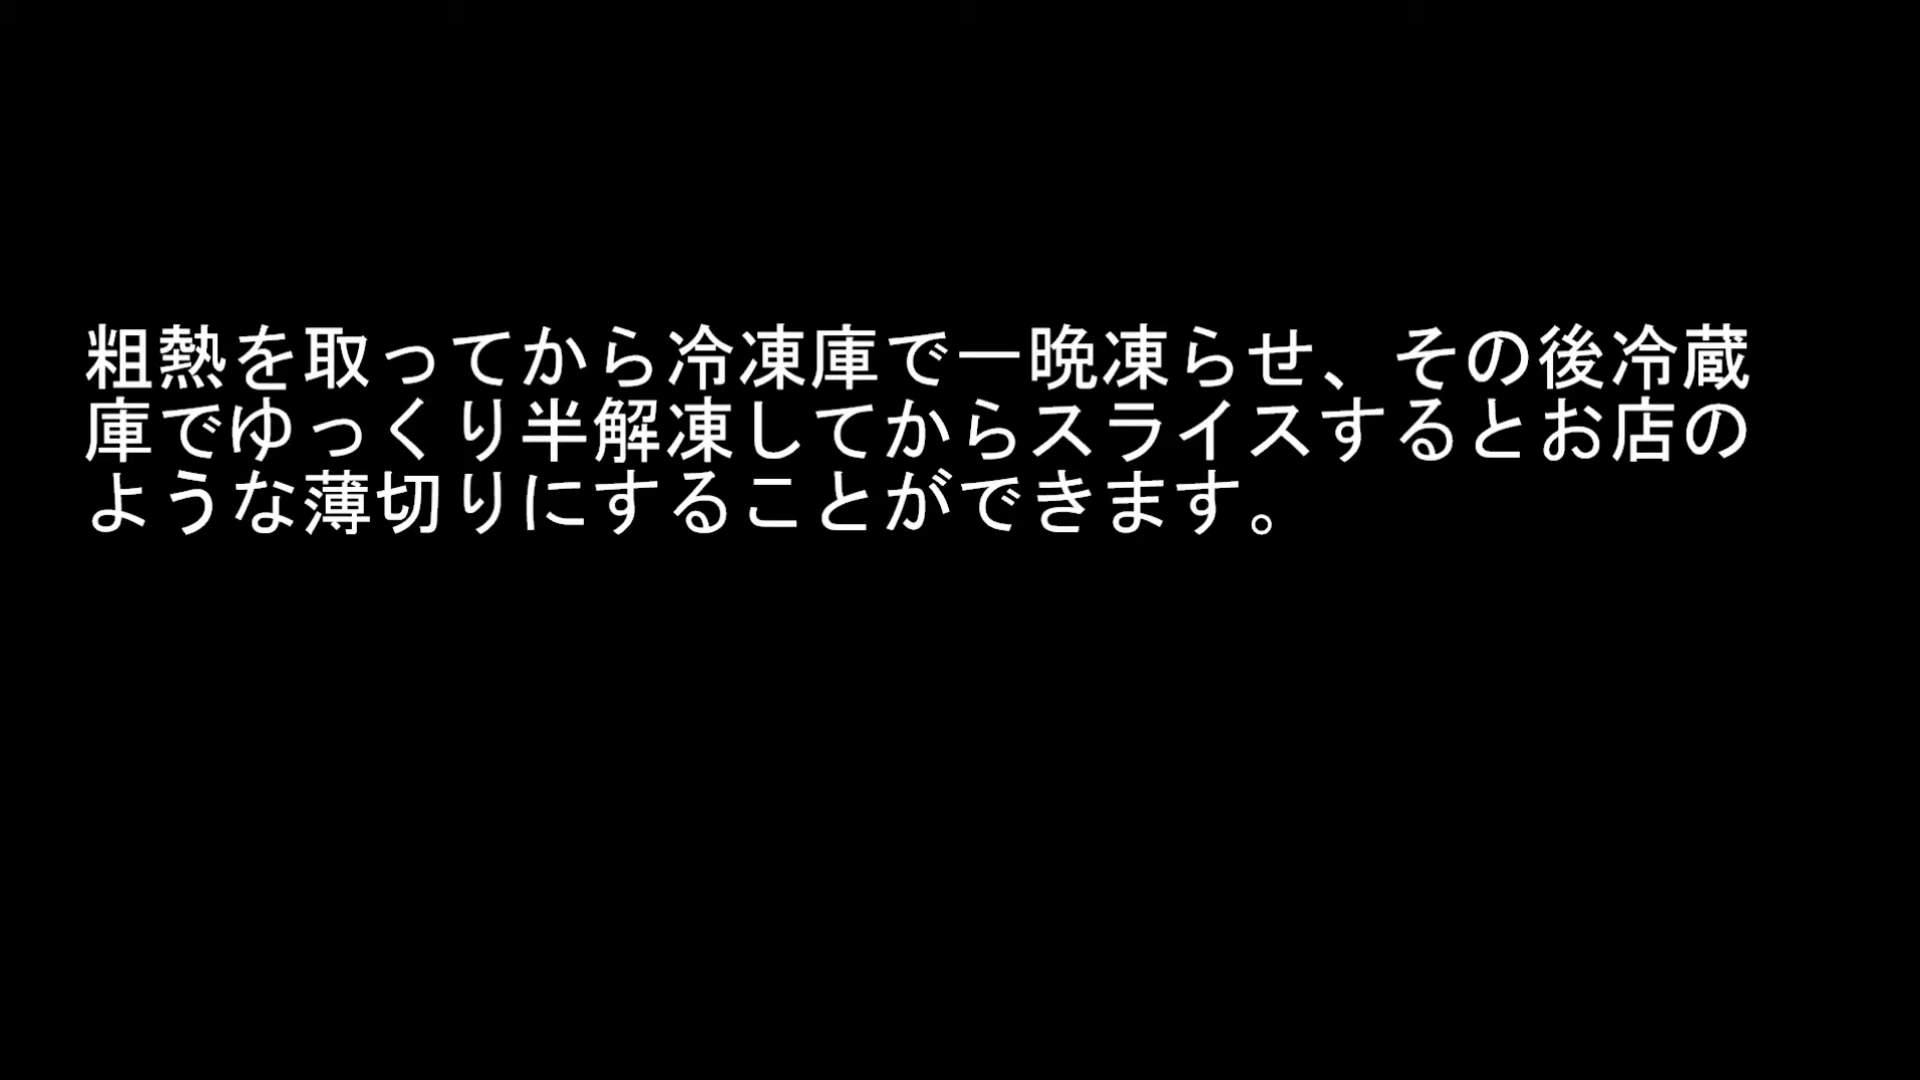 粗熱を取ってから冷凍庫で一晩凍らせ、その後冷蔵
庫でゆっくり半解凍してからスライスするとお店の
ような薄切りにすることができます。